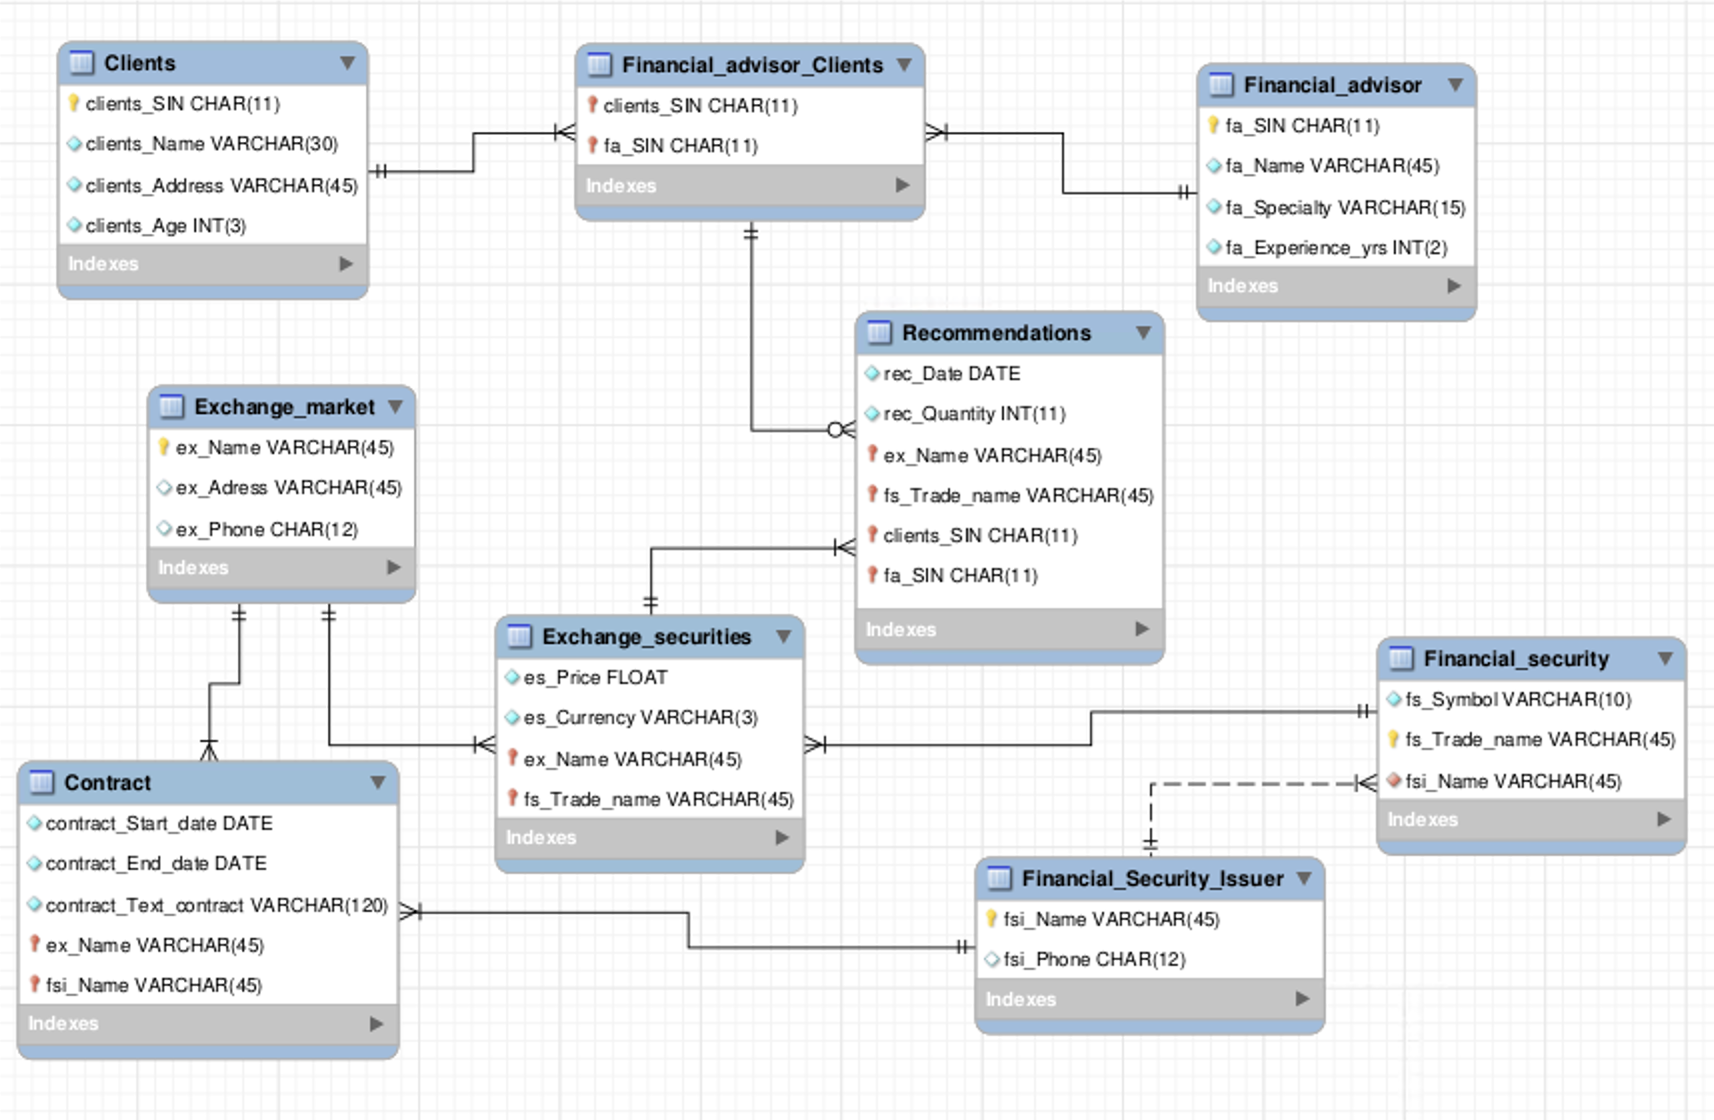 Clients
clients_SIN CHAR(11)
clients_Name VARCHAR(30)
clients_Address VARCHAR(45)
clients_Age INT(3)
Indexes
Financial_advisor_Clients
clients_SIN CHAR(11)
fa_SIN CHAR(11)
Indexes
Financial_advisor
fa_SIN CHAR(11)
fa_Name VARCHAR(45)
fa_Specialty VARCHAR(15)
fa_Experience_yrs INT(2)
Indexes
Recommendations
rec_Date DATE
rec_Quantity INT(11)
ex_Name VARCHAR(45)
fs_Trade_name VARCHAR(45)
clients_SIN CHAR(11)
fa_SIN CHAR(11)
Indexes
Exchange_market
ex_Name VARCHAR(45)
ex_Adress VARCHAR(45)
ex_Phone CHAR(12)
Indexes
Exchange_securities
es_Price FLOAT
es_Currency VARCHAR(3)
ex_Name VARCHAR(45)
fs_Trade_name VARCHAR(45)
Indexes
Financial_security
fs_Symbol VARCHAR(10)
fs_Trade_name VARCHAR(45)
fsi_Name VARCHAR(45)
Indexes
Contract
contract_Start_date DATE
contract_End_date DATE
contract_Text_contract VARCHAR(120)
ex_Name VARCHAR(45)
fsi_Name VARCHAR(45)
Indexes
Financial_Security_Issuer
fsi_Name VARCHAR(45)
fsi_Phone CHAR(12)
Indexes